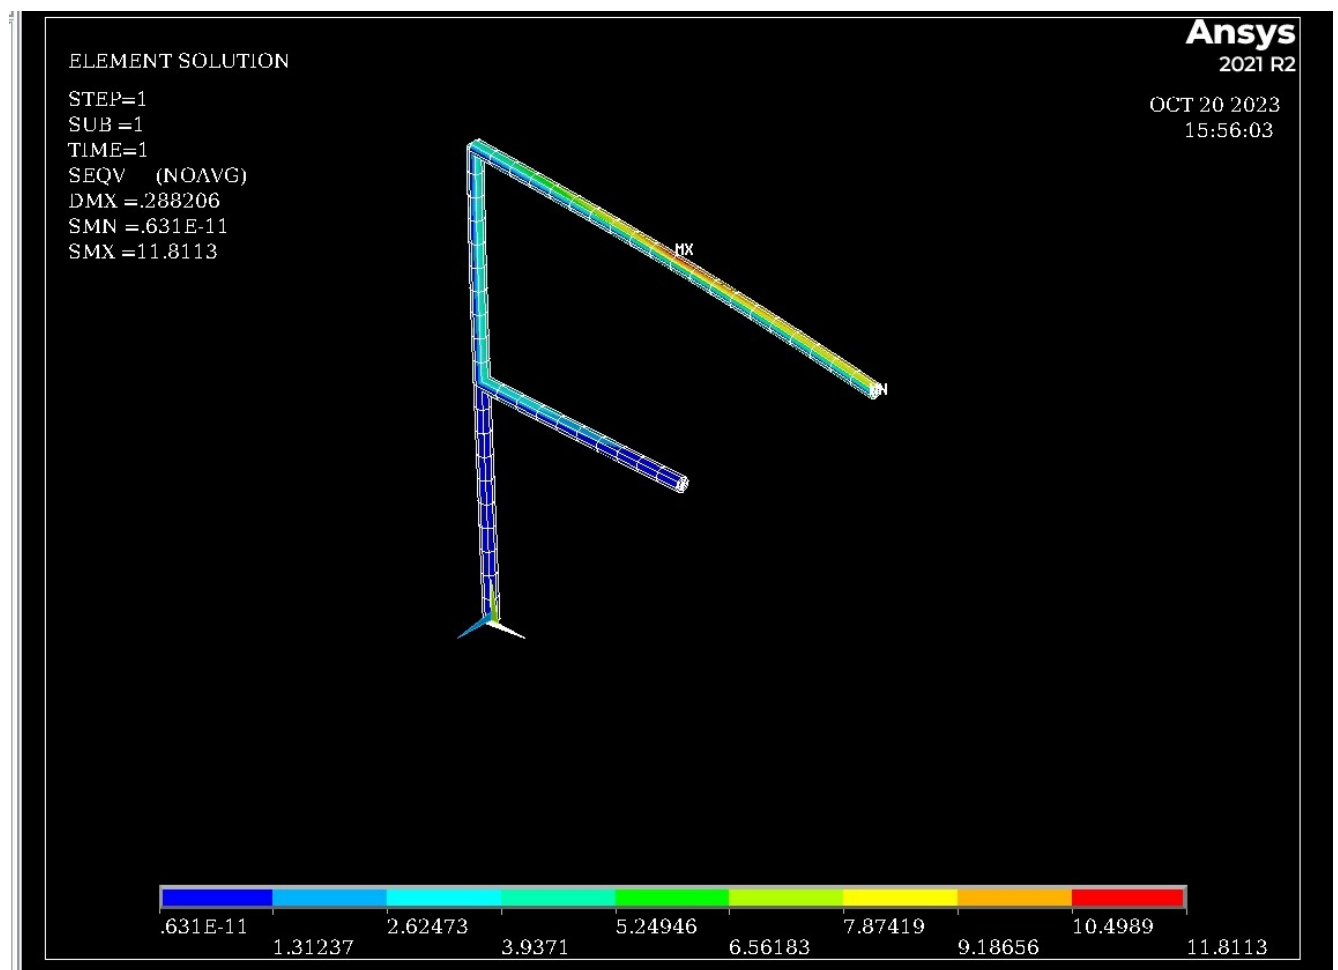 Ansys
2021 R2
ELEMENT SOLUTION
OCT 20 2023
15:56:03
STEP=1
SUB =1
TIME=1
SEQV (NOAVG)
DMX =.288206
SMN =.631E-11
SMX =11.8113
MX
MN
.631E-11 2.62473 5.24946 7.87419 10.4989
1.31237 3.9371 6.56183 9.18656 11.8113